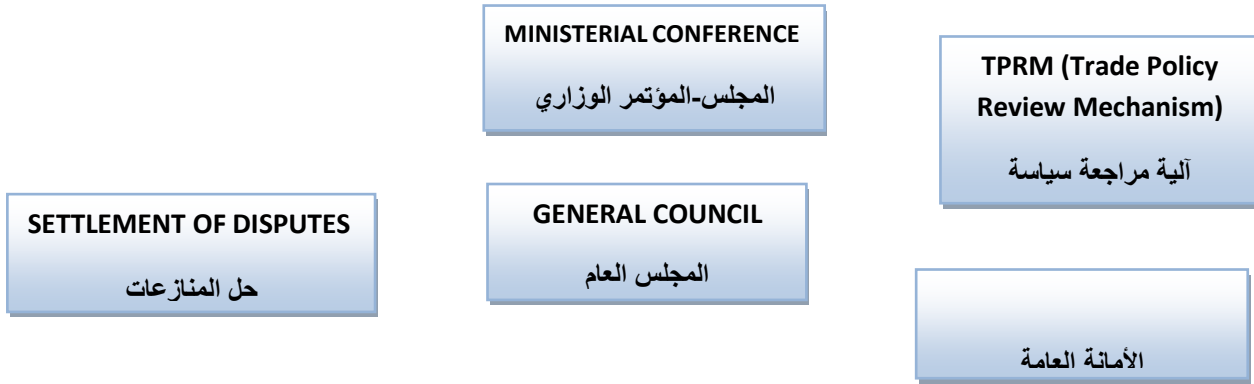 MINISTERIAL CONFERENCE
المجلس-المؤتمر الوزاري
TPRM (Trade Policy
Review Mechanism)
آلية مراجعة سياسة
SETTLEMENT OF DISPUTES
حل المنازعات
GENERAL COUNCIL
المجلس العام
الأمانة العامة